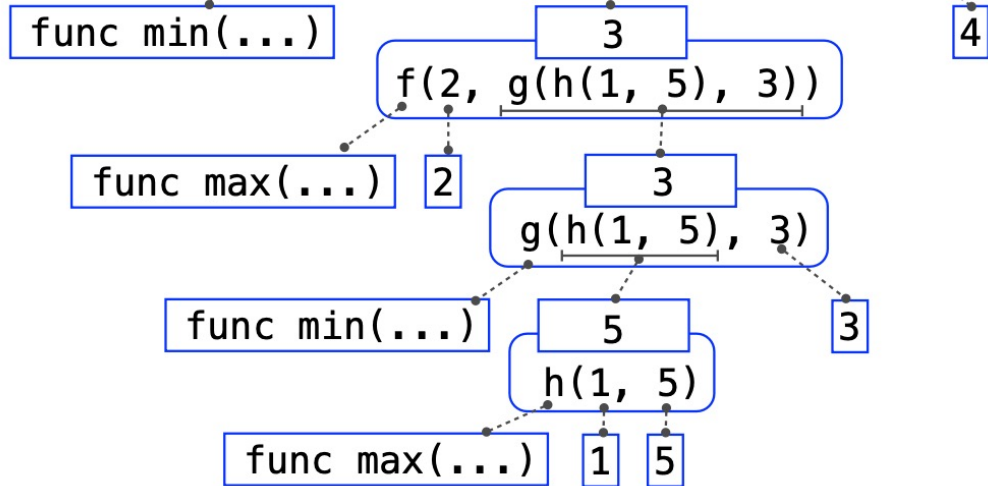 func min(...)
3
4
f(2, g(h(1, 5), 3))
func max(...)
2
3
g(h(1, 5), 3)
func min(...)
5
3
h(1, 5)
func max(...)
1
5